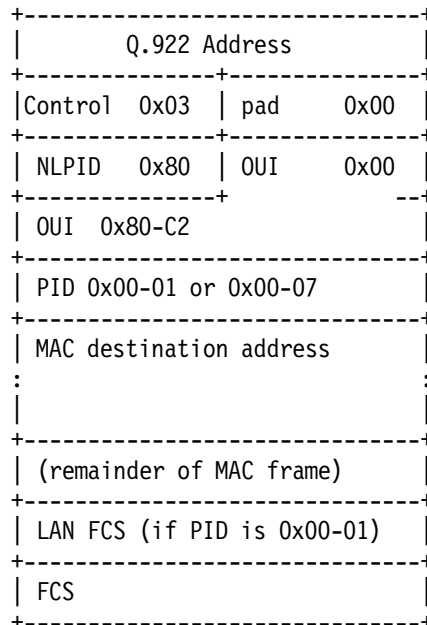 Q.922 Address
Control 0x03 | pad 0x00
NLPID 0x80 | OUI 0x00
OUI 0x80-C2
PID 0x00-01 or 0x00-07
MAC destination address
(remainder of MAC frame)
LAN FCS (if PID is 0x00-01)
FCS